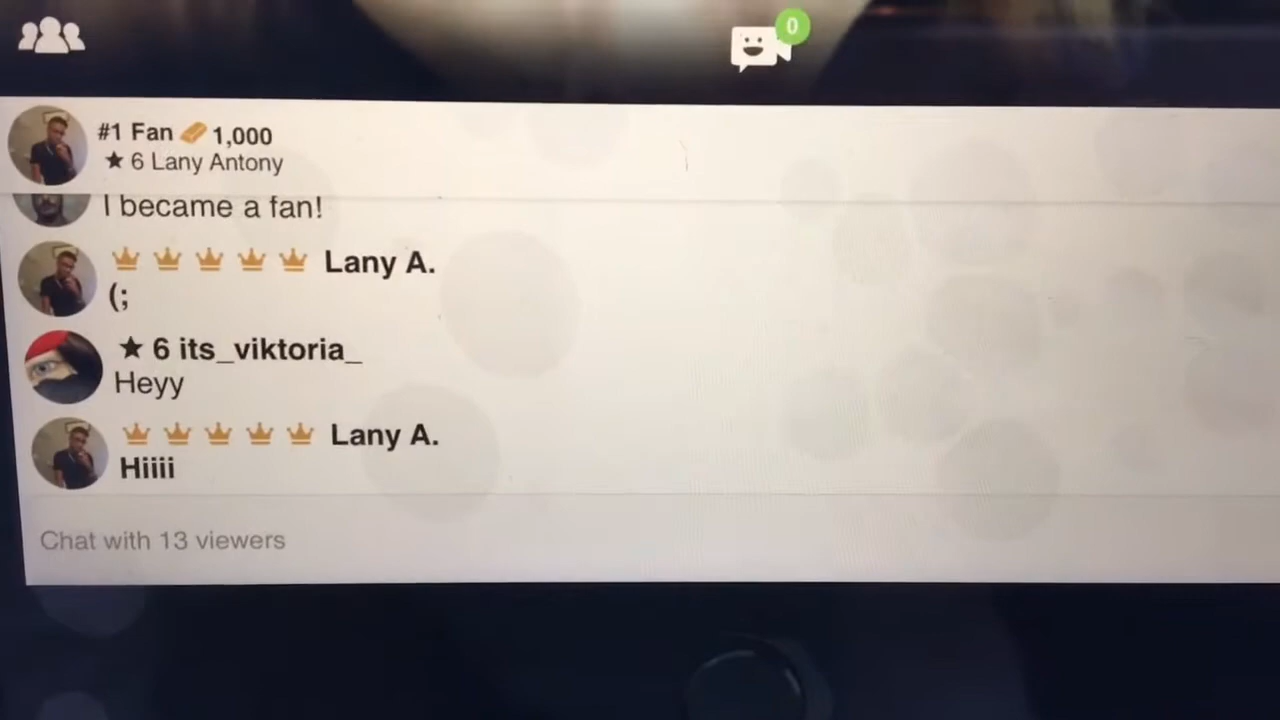 0
#1 Fan 1,000
★ 6 Lany Antony
I became a fan!
Lany A.
(;
★ 6 its_viktoria_
Heyy
Lany A.
Hiiii
Chat with 13 viewers